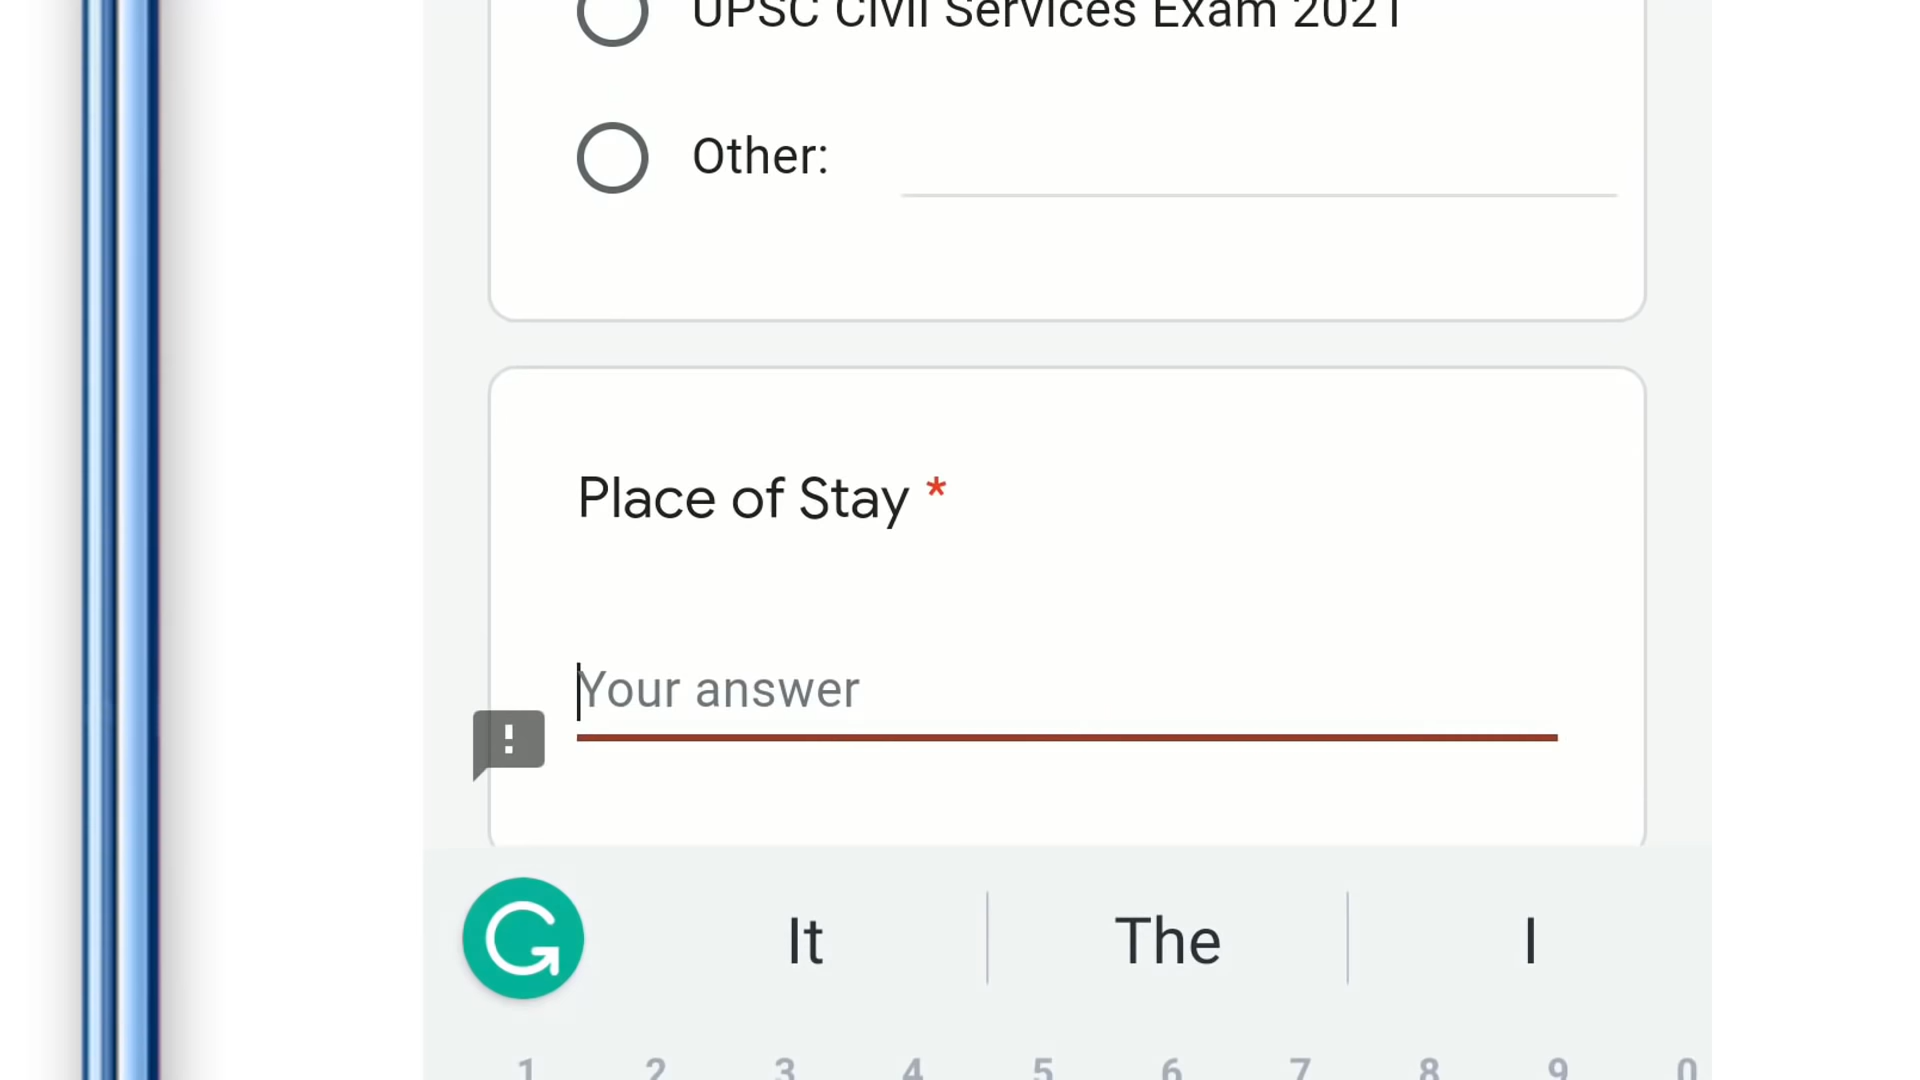 UPSC Civil Services Exam 2021
Other:
Place of Stay *
Your answer
It The I
1 2 3 4 5 6 7 8 9 0